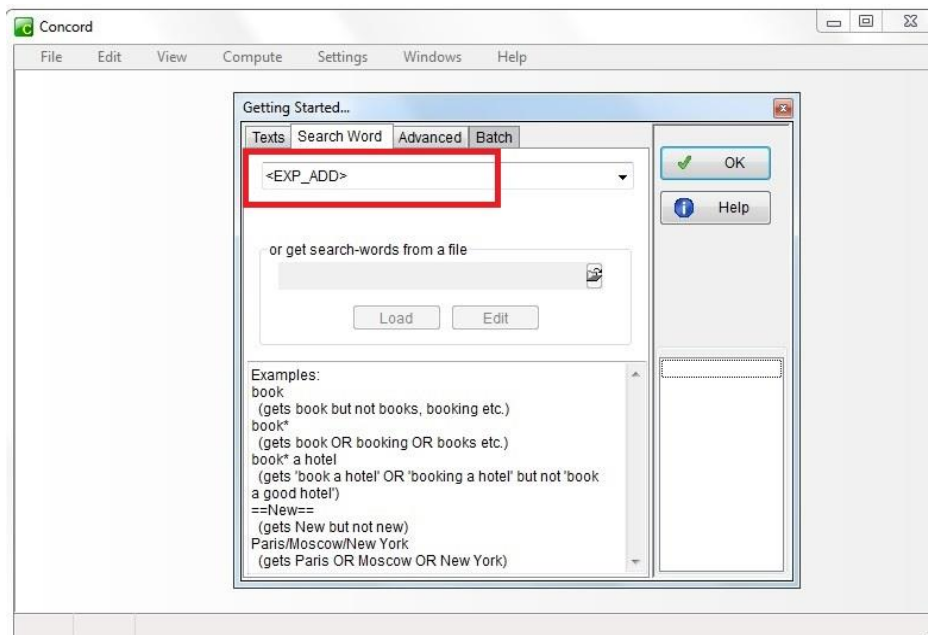 Concord
File Edit View Compute Settings Windows Help
Getting Started...
Texts Search Word Advanced Batch
<EXP_ADD>
OK
Help
or get search-words from a file
Load Edit
Examples:
book
(gets book but not books, booking etc.)
book*
(gets book OR booking OR books etc.)
book* a hotel
(gets 'book a hotel' OR 'booking a hotel' but not 'book
a good hotel')
==New==
(gets New but not new)
Paris/Moscow/New York
(gets Paris OR Moscow OR New York)